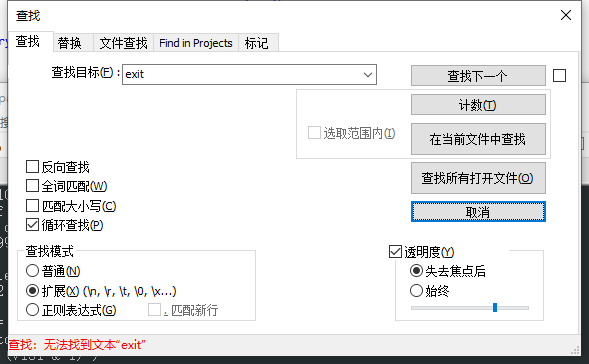 查找
查找 替换 文件查找 Find in Projects 标记
查找目标(F) : exit
查找下一个
计数(T)
选取范围内(I)
在当前文件中查找
反向查找
查找所有打开文件(O)
全词匹配(W)
匹配大小写(C)
取消
循环查找(P)
查找模式
透明度(Y)
普通(N)
失去焦点后
扩展(X) (\n, \r, \t, \0, \x...)
始终
正则表达式(G)
. 匹配新行
查找：无法找到文本“exit”